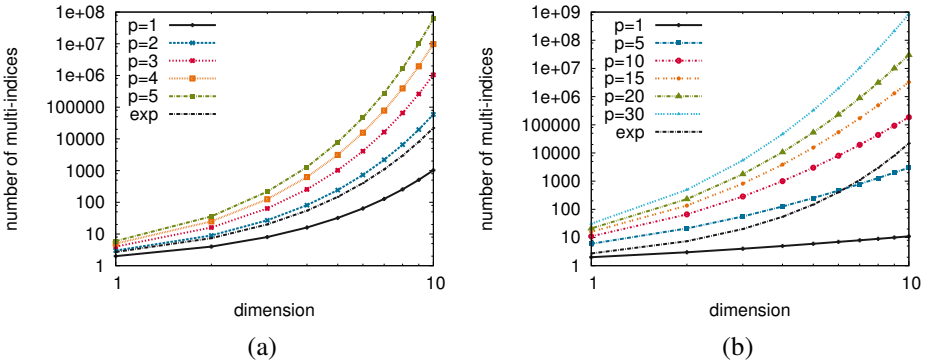 number of multi-indices
1e+08
1e+07
1e+06
100000
10000
1000
100
10
1
p=1
p=2
p=3
p=4
p=5
exp
1
10
dimension
(a)
number of multi-indices
1e+09
1e+08
1e+07
1e+06
100000
10000
1000
100
10
1
p=1
p=5
p=10
p=15
p=20
p=30
exp
1
10
dimension
(b)